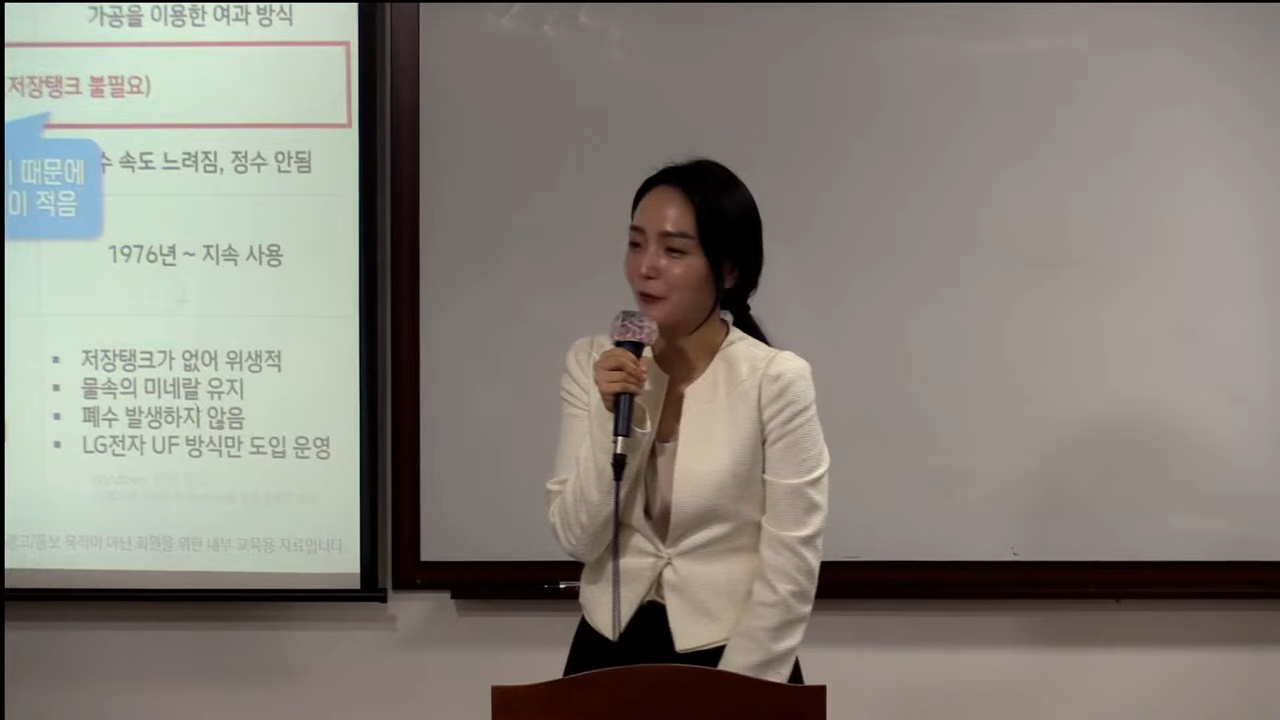 가공을 이용한 여과 방식
저장탱크 불필요)
때문에
이 적음
수 속도 느려짐, 정수 안됨
1976년 ~ 지속 사용
▪ 저장탱크가 없어 위생적
▪ 물속의 미네랄 유지
▪ 폐수 발생하지 않음
▪ LG전자 UF 방식만 도입 운영
광고/홍보 목적이 아닌 회원을 위한 내부 교육용 자료입니다